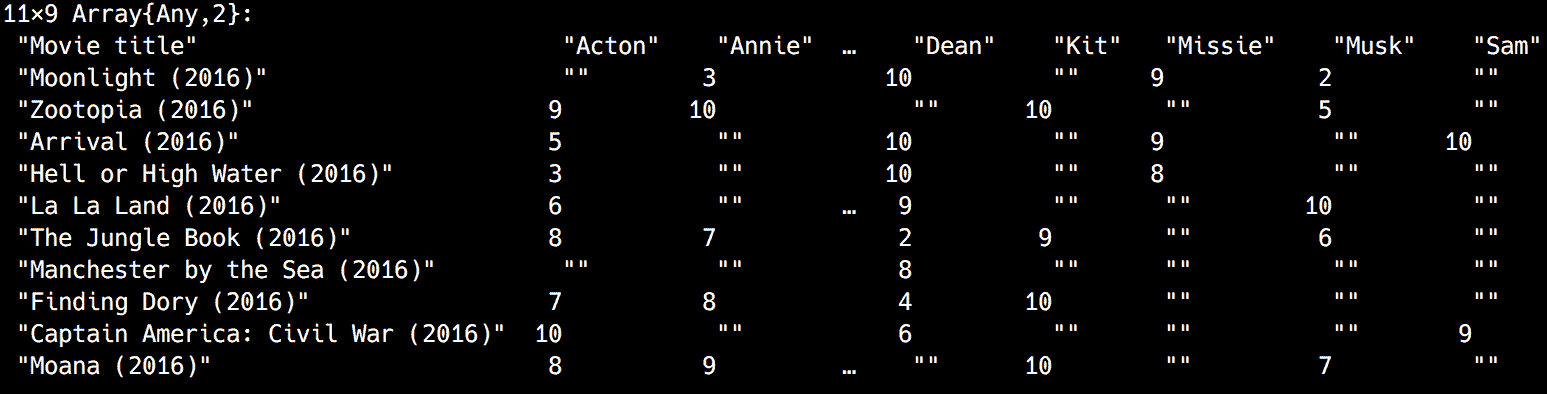 11×9 Array{Any,2}:
"Movie title" "Acton" "Annie" … "Dean" "Kit" "Missie" "Musk" "Sam"
"Moonlight (2016)" "" 3 10 "" 9 2 ""
"Zootopia (2016)" 9 10 "" 10 "" 5 ""
"Arrival (2016)" 5 "" 10 "" 9 "" 10
"Hell or High Water (2016)" 3 "" 10 "" 8 "" ""
"La La Land (2016)" 6 "" … 9 "" "" 10 ""
"The Jungle Book (2016)" 8 7 2 9 "" 6 ""
"Manchester by the Sea (2016)" "" "" 8 "" "" "" ""
"Finding Dory (2016)" 7 8 4 10 "" "" ""
"Captain America: Civil War (2016)" 10 "" 6 "" "" "" 9
"Moana (2016)" 8 9 … "" 10 "" 7 ""